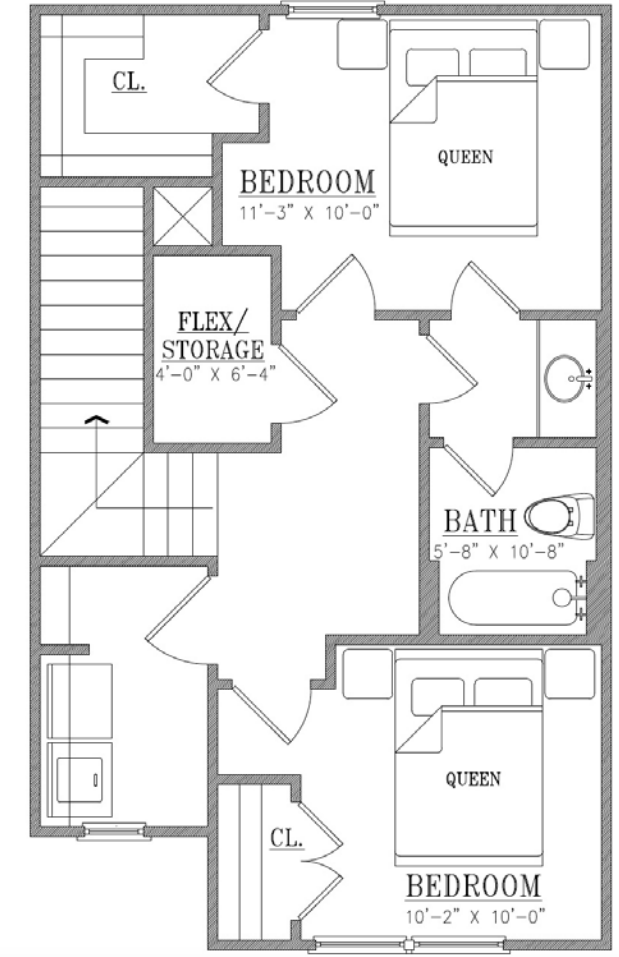 CL.
QUEEN
BEDROOM
11'-3" X 10'-0"
FLEX/
STORAGE
4'-0" X 6'-4"
BATH
5'-8" X 10'-8"
QUEEN
CL.
BEDROOM
10'-2" X 10'-0"